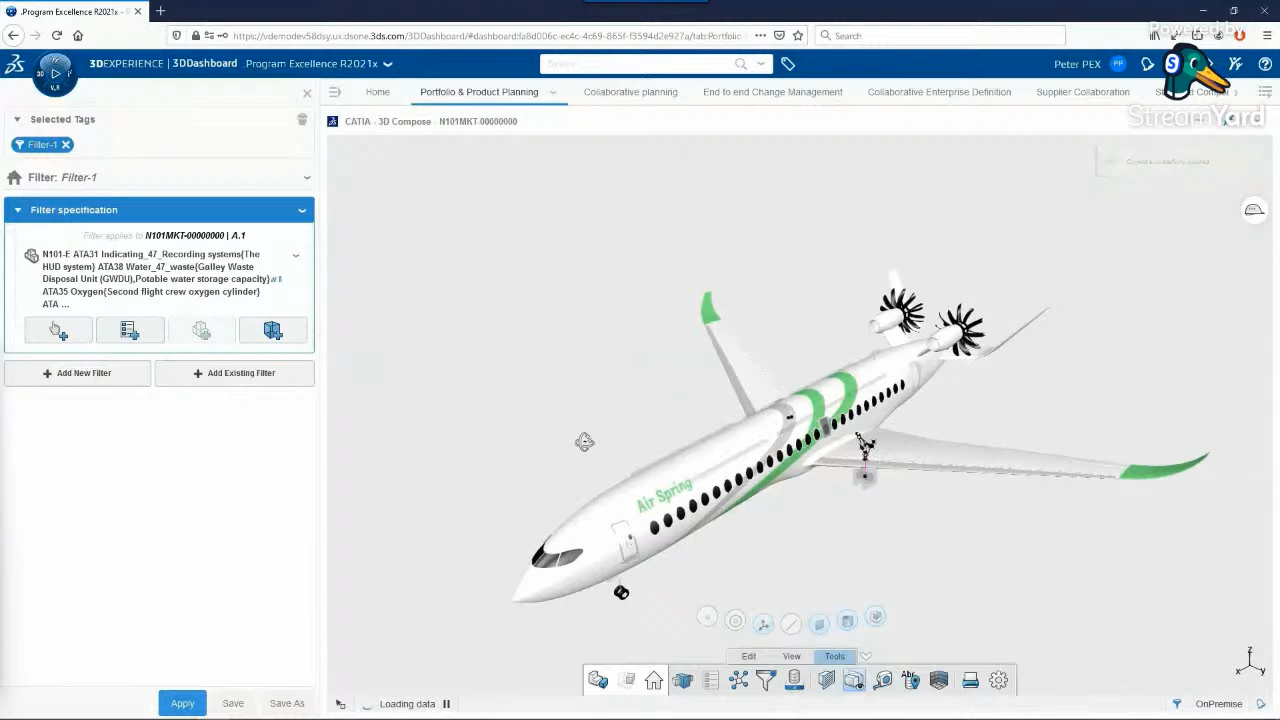 .Program Excellence R2021x -
https://vdemodev58dsy.ux.dsone.3ds.com/3DDashboard/#dashboard:fa8d006c-ec4c-4c69-865f-f3594d2e927a/tab:Portfolio
Search
Powered by
3DEXPERIENCE | 3DDashboard .Program Excellence R2021x
Search
Peter PEX PP
3D
V.R
Selected Tags
Home Portfolio & Product Planning Collaborative planning End to end Change Management Collaborative Enterprise Definition Supplier Collaboration
StreamYard
CATIA - 3D Compose - N101MKT-00000000
Filter-1
Filter: Filter-1
Filter specification
Filter applies to N101MKT-00000000 | A.1
N101-E ATA31 Indicating_47_Recording systems{The
HUD system} ATA38 Water_47_waste{Galley Waste
Disposal Unit (GWDU),Potable water storage capacity}
ATA35 Oxygen{Second flight crew oxygen cylinder}
ATA ...
Add New Filter
Add Existing Filter
Air Spring
Edit View Tools
Apply Save Save As
Loading data
OnPremise
z
x y